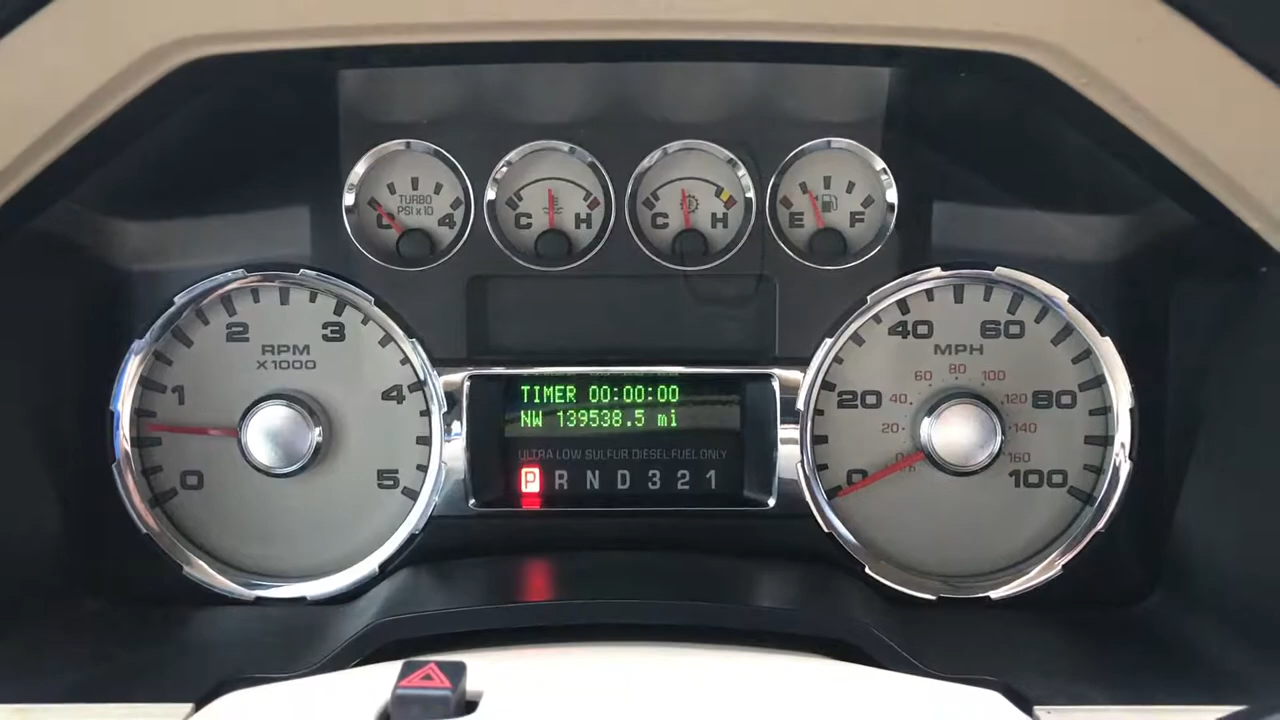 TURBO
PSI x 10
0 4
C H
C H
E F
0 1 2 3 4 5
RPM
X1000
0 20 40 60 80 100
MPH
20 40 60 80 100 120 140 160
TIMER 00:00:00
NW 139538.5 mi
ULTRA LOW SULFUR DIESEL FUEL ONLY
P R N D 3 2 1